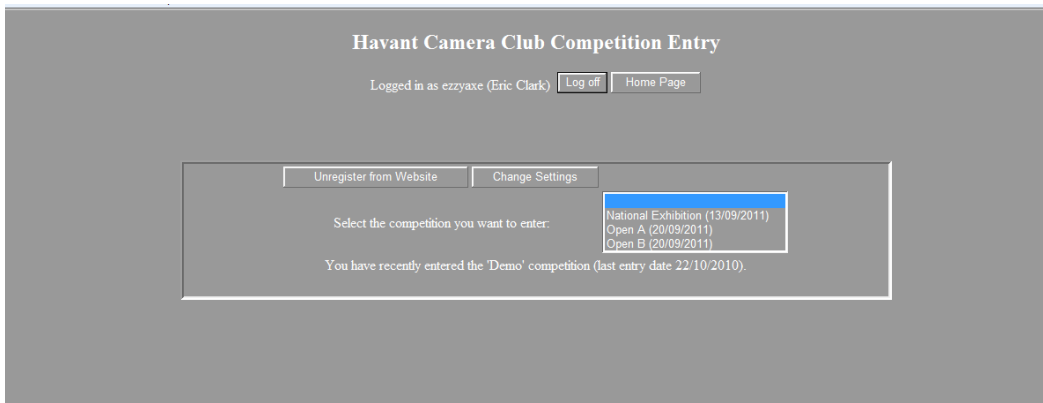 Havant Camera Club Competition Entry
Logged in as ezzyaxe (Eric Clark) Log off Home Page
Unregister from Website Change Settings
Select the competition you want to enter:
National Exhibition (13/09/2011)
Open A (20/09/2011)
Open B (20/09/2011)
You have recently entered the 'Demo' competition (last entry date 22/10/2010).